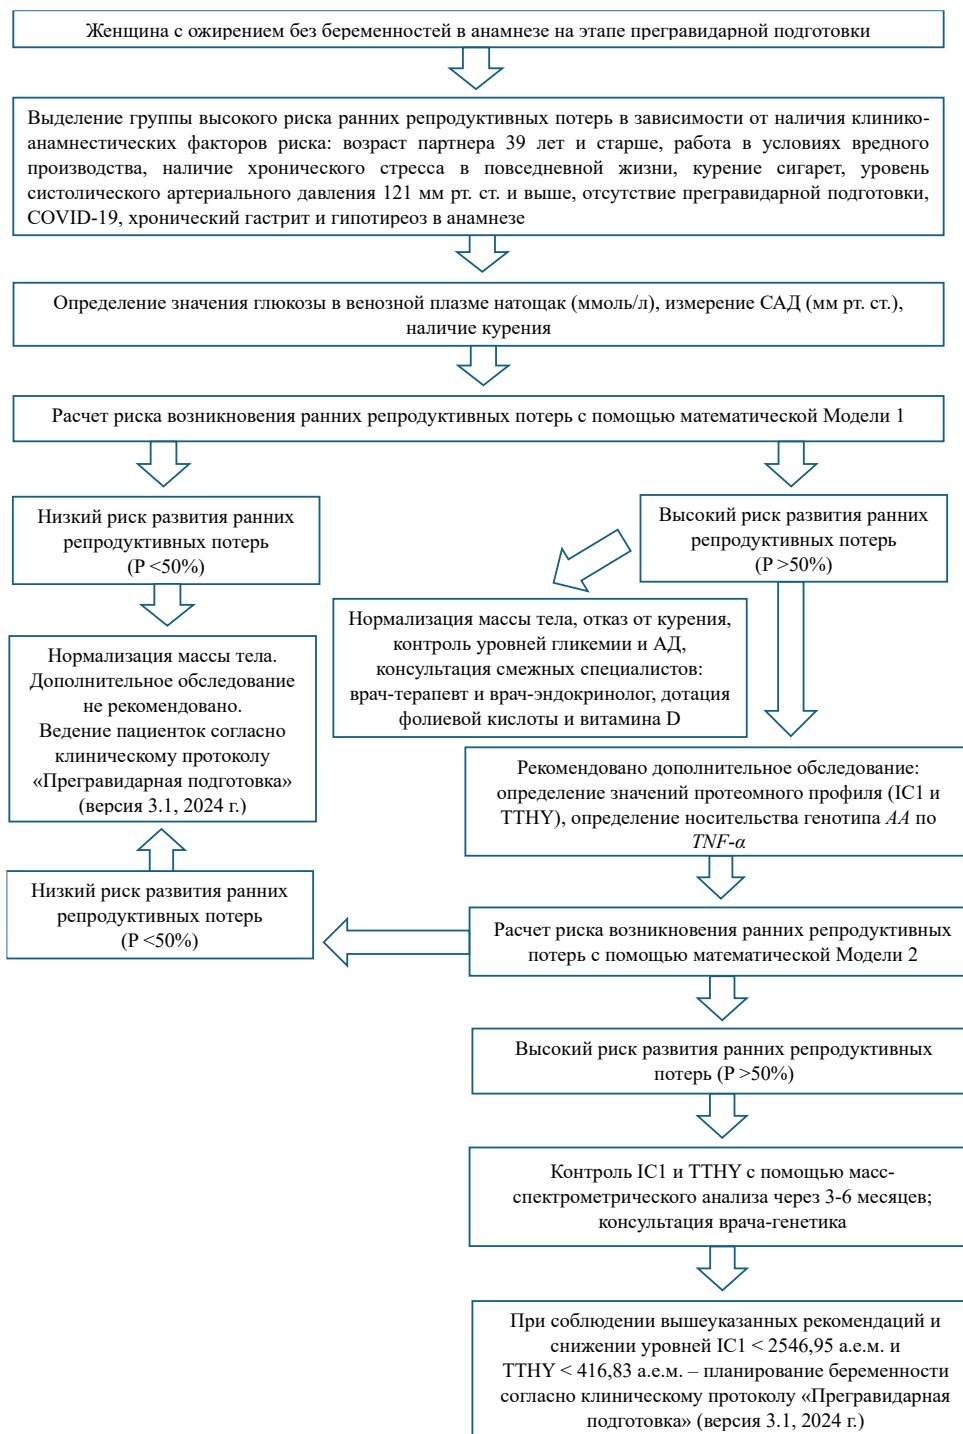 Женщина с ожирением без беременностей в анамнезе на этапе прегравидарной подготовки
Выделение группы высокого риска ранних репродуктивных потерь в зависимости от наличия клинико-
анамнестических факторов риска: возраст партнера 39 лет и старше, работа в условиях вредного
производства, наличие хронического стресса в повседневной жизни, курение сигарет, уровень
систолического артериального давления 121 мм рт. ст. и выше, отсутствие прегравидарной подготовки,
COVID-19, хронический гастрит и гипотиреоз в анамнезе
Определение значения глюкозы в венозной плазме натощак (ммоль/л), измерение САД (мм рт. ст.),
наличие курения
Расчет риска возникновения ранних репродуктивных потерь с помощью математической Модели 1
Низкий риск развития ранних
репродуктивных потерь
(P <50%)
Высокий риск развития ранних
репродуктивных потерь
(P >50%)
Нормализация массы тела, отказ от курения,
контроль уровней гликемии и АД,
консультация смежных специалистов:
врач-терапевт и врач-эндокринолог, дотация
фолиевой кислоты и витамина D
Нормализация массы тела.
Дополнительное обследование
не рекомендовано.
Ведение пациенток согласно
клиническому протоколу
«Прегравидарная подготовка»
(версия 3.1, 2024 г.)
Рекомендовано дополнительное обследование:
определение значений протеомного профиля (IC1 и
TTHY), определение носительства генотипа AA по
TNF-α
Низкий риск развития ранних
репродуктивных потерь
(P <50%)
Расчет риска возникновения ранних репродуктивных
потерь с помощью математической Модели 2
Высокий риск развития ранних репродуктивных
потерь (P >50%)
Контроль IC1 и TTHY с помощью масс-
спектрометрического анализа через 3-6 месяцев;
консультация врача-генетика
При соблюдении вышеуказанных рекомендаций и
снижении уровней IC1 < 2546,95 а.е.м. и
TTHY < 416,83 а.е.м. – планирование беременности
согласно клиническому протоколу «Прегравидарная
подготовка» (версия 3.1, 2024 г.)